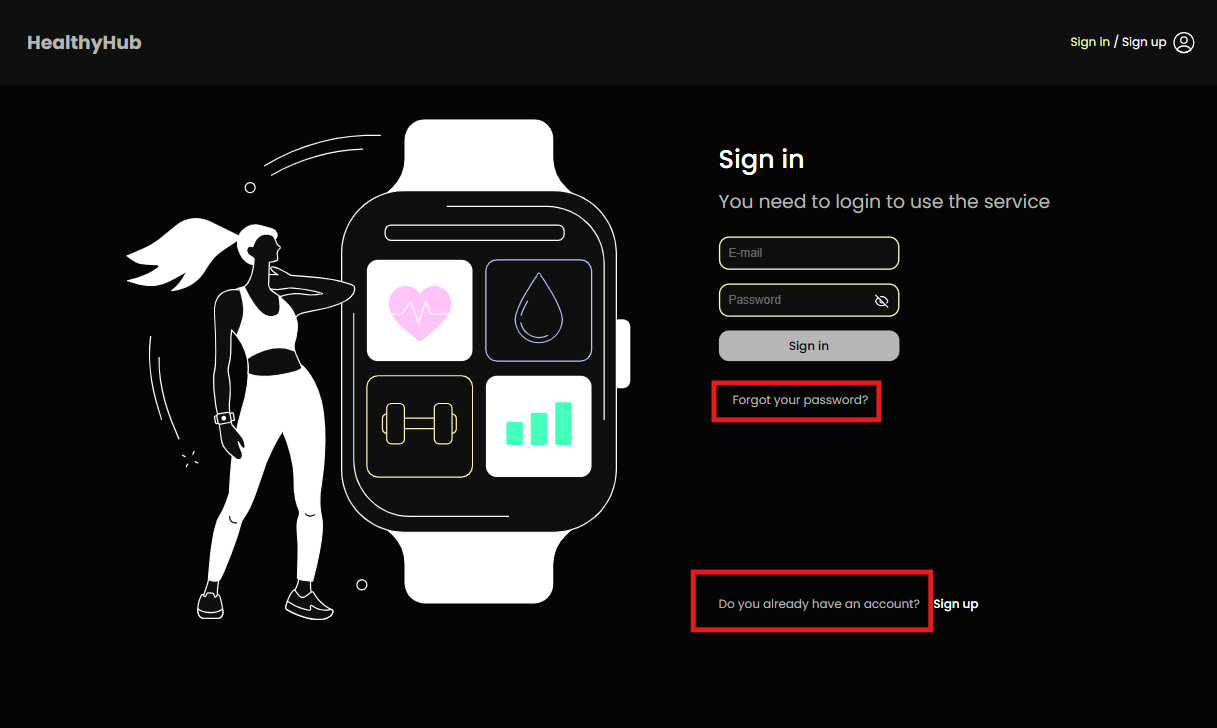 HealthyHub
Sign in / Sign up
Sign in
You need to login to use the service
E-mail
Password
Sign in
Forgot your password?
Do you already have an account? Sign up